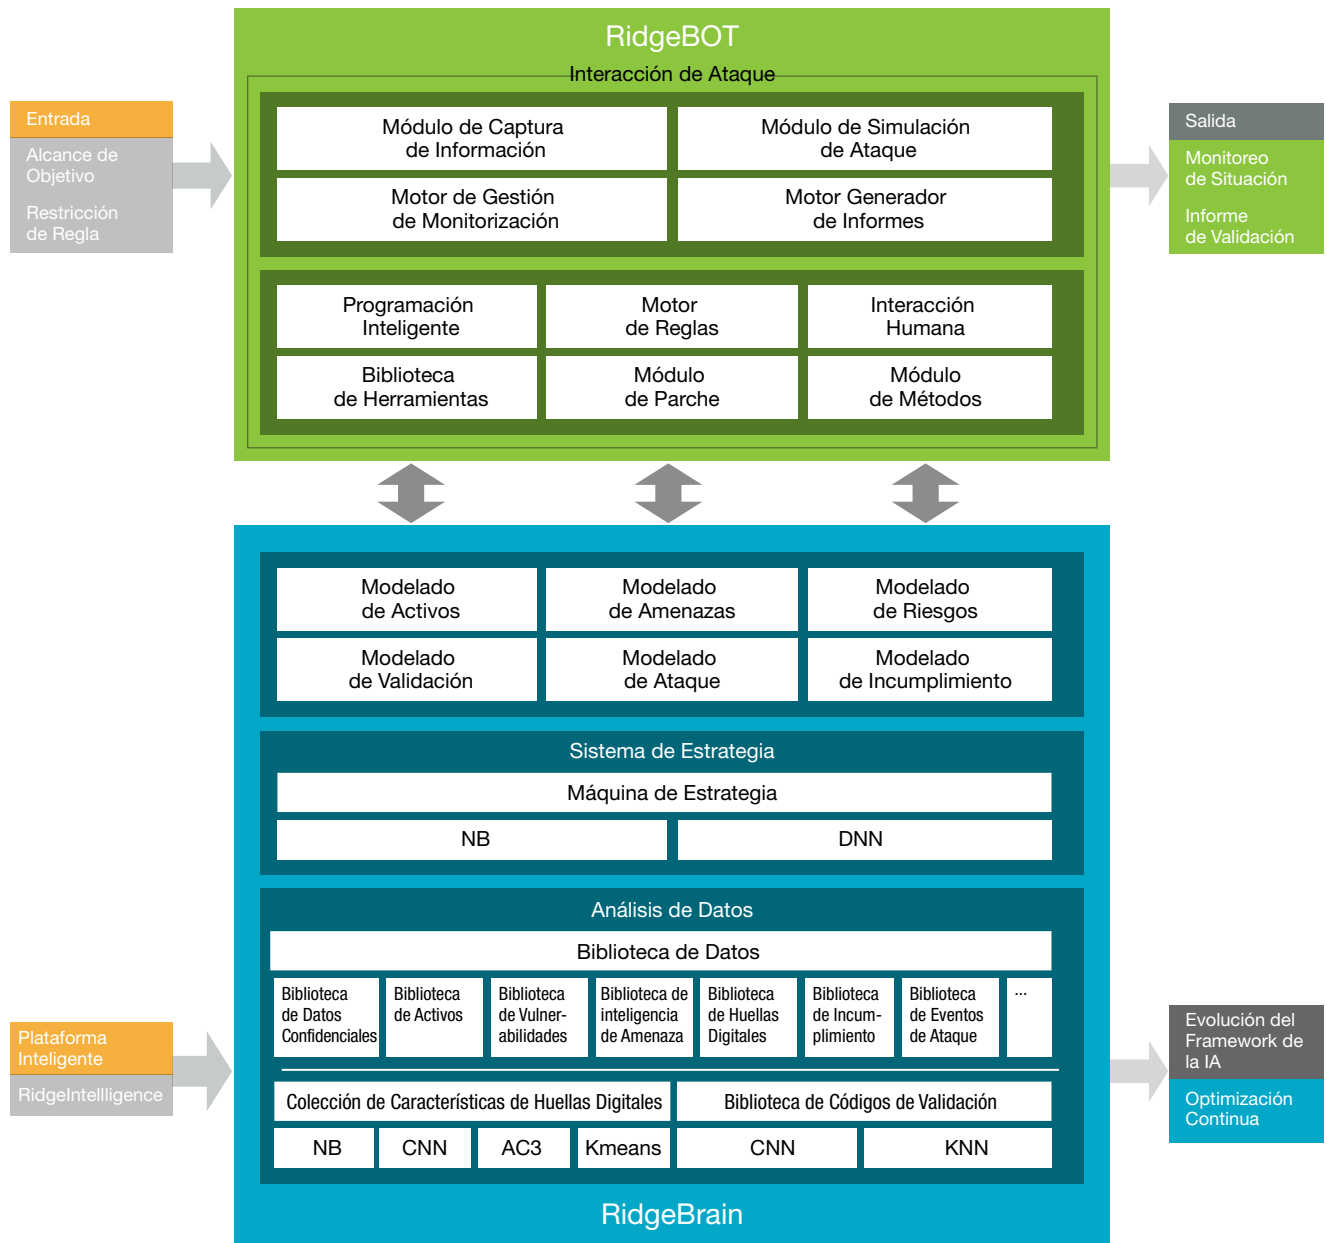 RidgeBOT
Interacción de Ataque
Entrada
Alcance de
Objetivo
Restricción
de Regla
Módulo de Captura
de Información
Módulo de Simulación
de Ataque
Motor de Gestión
de Monitorización
Motor Generador
de Informes
Salida
Monitoreo
de Situación
Informe
de Validación
Programación
Inteligente
Motor
de Reglas
Interacción
Humana
Biblioteca
de Herramientas
Módulo
de Parche
Módulo
de Métodos
Modelado
de Activos
Modelado
de Amenazas
Modelado
de Riesgos
Modelado
de Validación
Modelado
de Ataque
Modelado
de Incumplimiento
Sistema de Estrategia
Máquina de Estrategia
NB
DNN
Análisis de Datos
Biblioteca de Datos
Biblioteca
de Datos
Confidenciales
Biblioteca
de Activos
Biblioteca
de Vulner-
abilidades
Biblioteca de
inteligencia
de Amenaza
Biblioteca
de Huellas
Digitales
Biblioteca
de Incum-
plimiento
Biblioteca
de Eventos
de Ataque
...
Plataforma
Inteligente
RidgeIntellligence
Colección de Características de Huellas Digitales
Biblioteca de Códigos de Validación
NB
CNN
AC3
Kmeans
CNN
KNN
Evolución del
Framework de
la IA
Optimización
Continua
RidgeBrain